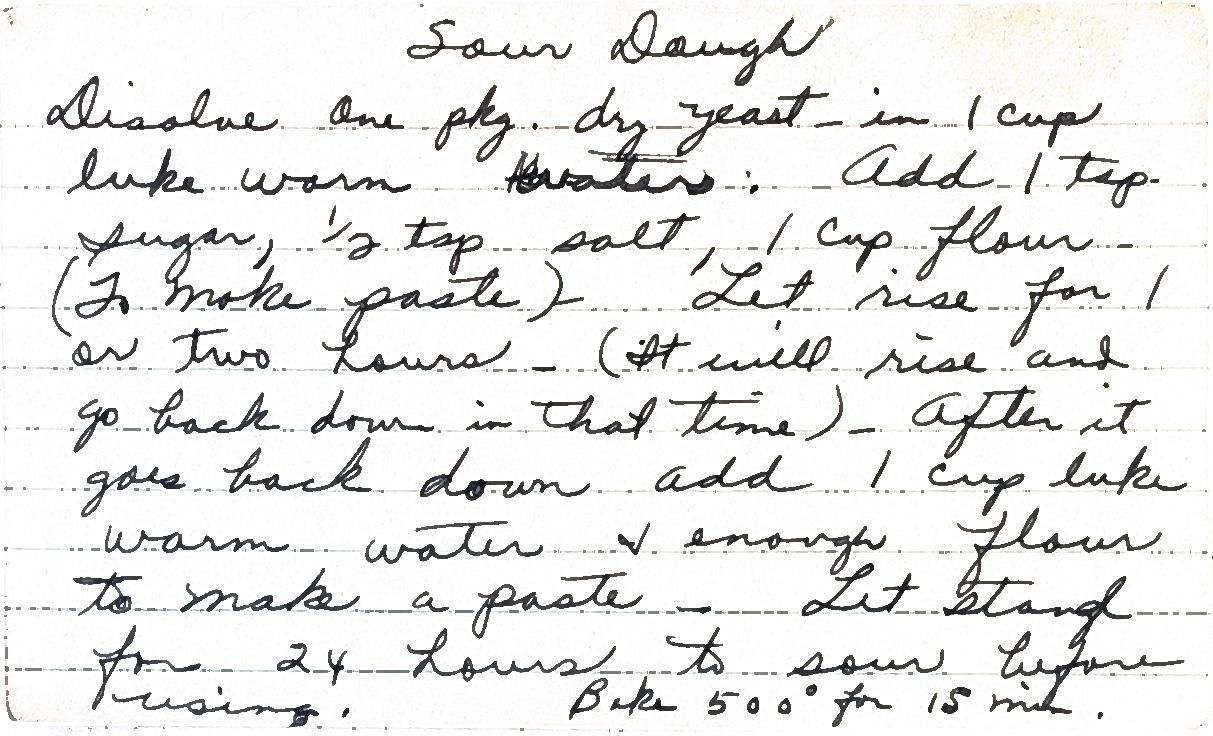 Sour Dough
Disolve One pkg. dry yeast - in 1 cup
luke warm water. Add 1 tsp.
sugar, 1/2 tsp salt, 1 cup flour -
(To make paste) - Let rise for 1
or two hours - (It will rise and
go back down in that time) - After it
goes back down add 1 cup luke
warm water & enough flour
to make a paste - Let stand
for 24 hours to sour before
using. Bake 500° for 15 min.